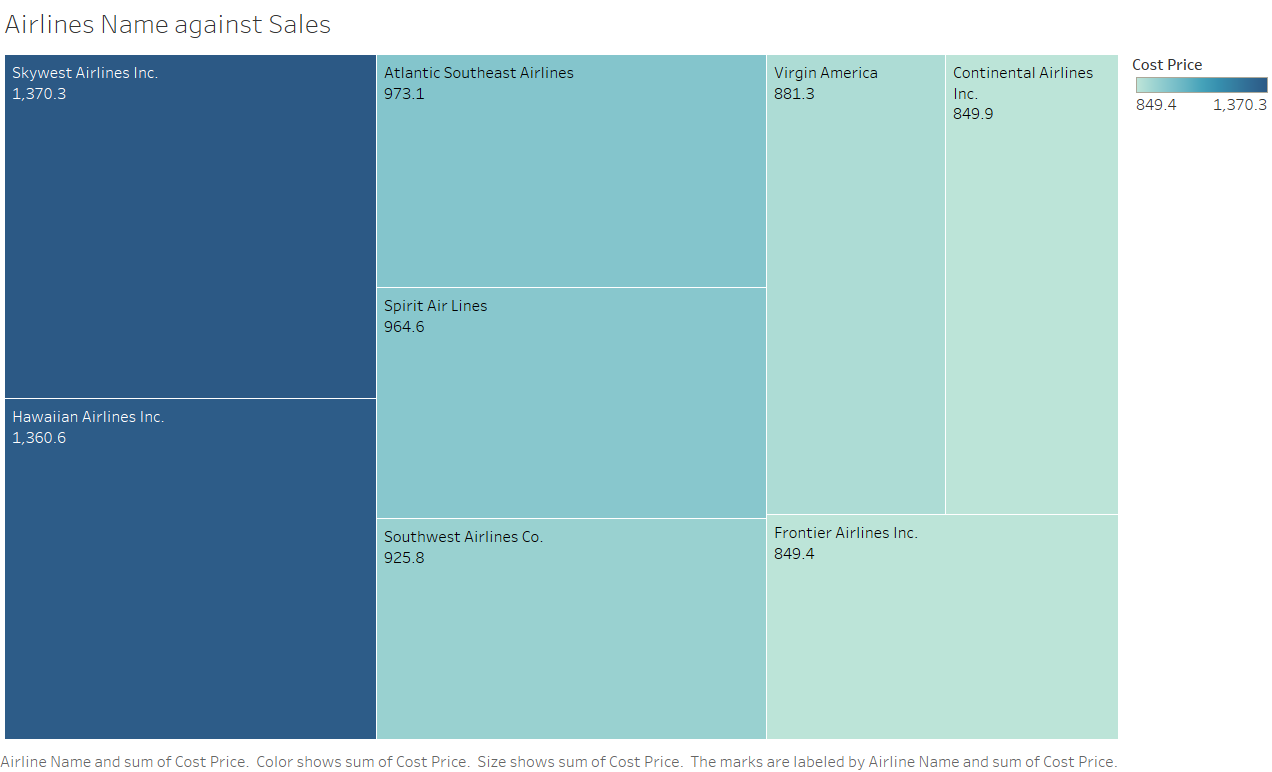 Airlines Name against Sales
Skywest Airlines Inc.
1,370.3
Hawaiian Airlines Inc.
1,360.6
Atlantic Southeast Airlines
973.1
Spirit Air Lines
964.6
Southwest Airlines Co.
925.8
Virgin America
881.3
Continental Airlines
Inc.
849.9
Frontier Airlines Inc.
849.4
Cost Price
849.4 1,370.3
Airline Name and sum of Cost Price.  Color shows sum of Cost Price.  Size shows sum of Cost Price.  The marks are labeled by Airline Name and sum of Cost Price.